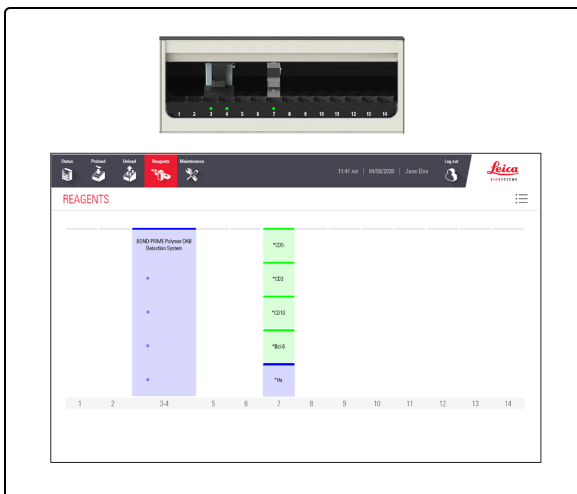 1 2 3 4 5 6 7 8 9 10 11 12 13 14
Status Preload Unload Reagents Maintenance
11:41 AM | 04/08/2020 | Jane Doe
Log out
Leica
BIOSYSTEMS
REAGENTS
BOND-PRIME Polymer DAB
Detection System
*CD5
*CD3
*CD10
*Bcl-6
*Hs
1 2 3-4 5 6 7 8 9 10 11 12 13 14